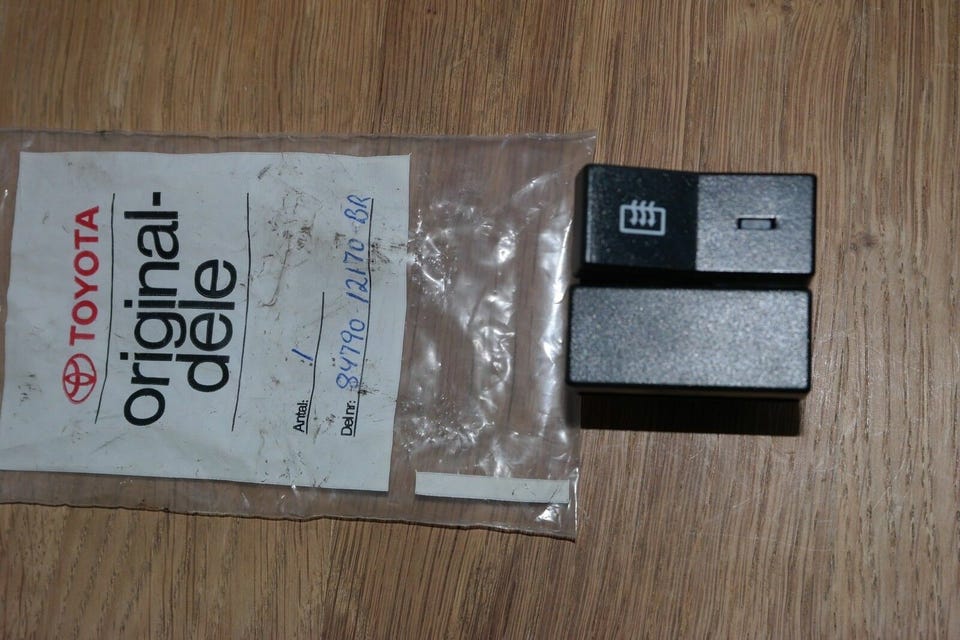 TOYOTA
original-
dele
Antal: 1
Del nr: 84790-12170-BR